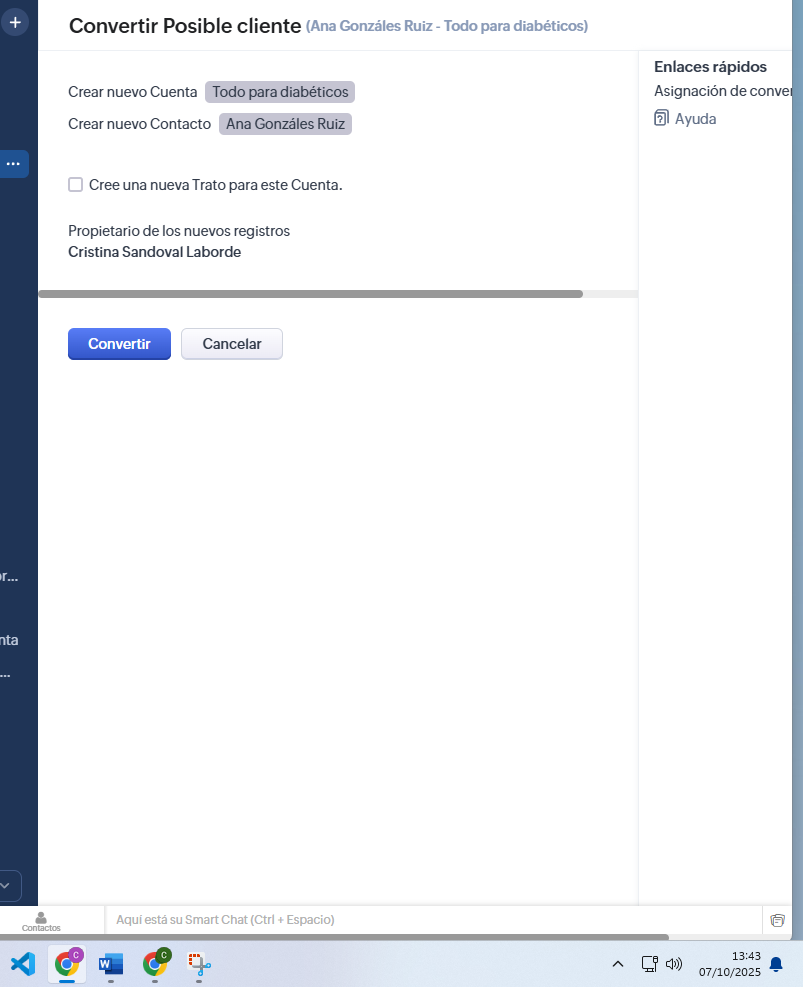 Convertir Posible cliente (Ana Gonzáles Ruiz - Todo para diabéticos)
Crear nuevo Cuenta Todo para diabéticos
Crear nuevo Contacto Ana Gonzáles Ruiz
Cree una nueva Trato para este Cuenta.
Propietario de los nuevos registros
Cristina Sandoval Laborde
Convertir Cancelar
Enlaces rápidos
Asignación de conver
Ayuda
...
or...
nta
...
Contactos
Aquí está su Smart Chat (Ctrl + Espacio)
C
W
C
13:43
07/10/2025